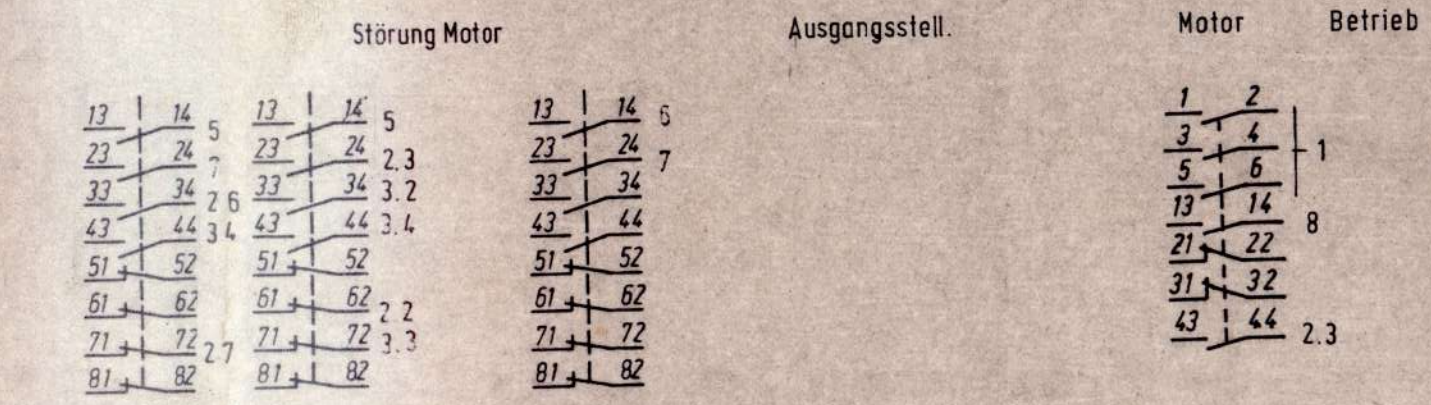 Störung Motor Ausgangsstell. Motor Betrieb
13 14 5 13 14 5 13 14 6 1 2
23 24 7 23 24 2.3 23 24 7 3 4 1
33 34 2 6 33 34 3.2 33 34 5 6
43 44 3 4 43 44 3.4 43 44 13 14 8
51 52 51 52 51 52 21 22
61 62 61 62 2 2 61 62 31 32
71 72 2 7 71 72 3.3 71 72 43 44 2.3
81 82 81 82 81 82